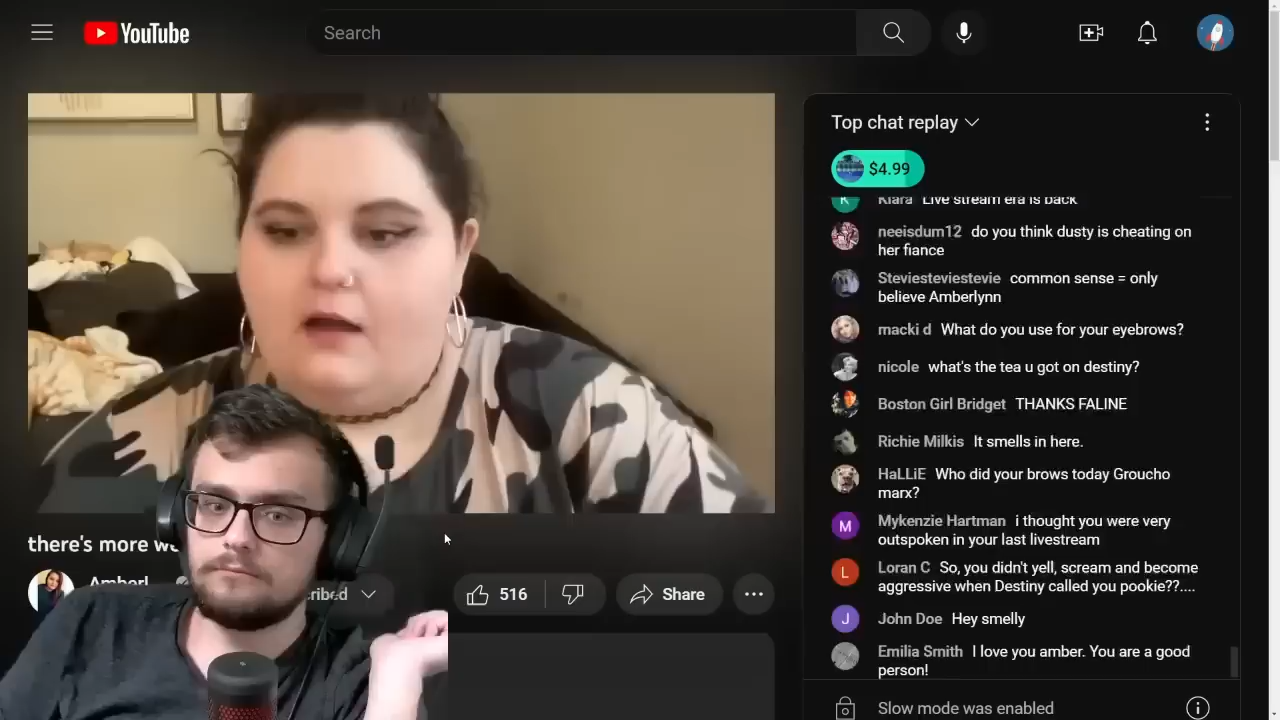 YouTube
Search
Top chat replay
$4.99
Kiara Live stream era is back
neeisdum12 do you think dusty is cheating on
her fiance
Steviesteviestevie common sense = only
believe Amberlynn
macki d What do you use for your eyebrows?
nicole what's the tea u got on destiny?
Boston Girl Bridget THANKS FALINE
Richie Milkis It smells in here.
HaLLiE Who did your brows today Groucho
marx?
M Mykenzie Hartman i thought you were very
outspoken in your last livestream
L Loran C So, you didn't yell, scream and become
aggressive when Destiny called you pookie??....
J John Doe Hey smelly
Emilia Smith I love you amber. You are a good
person!
Slow mode was enabled
there's more
516
Share